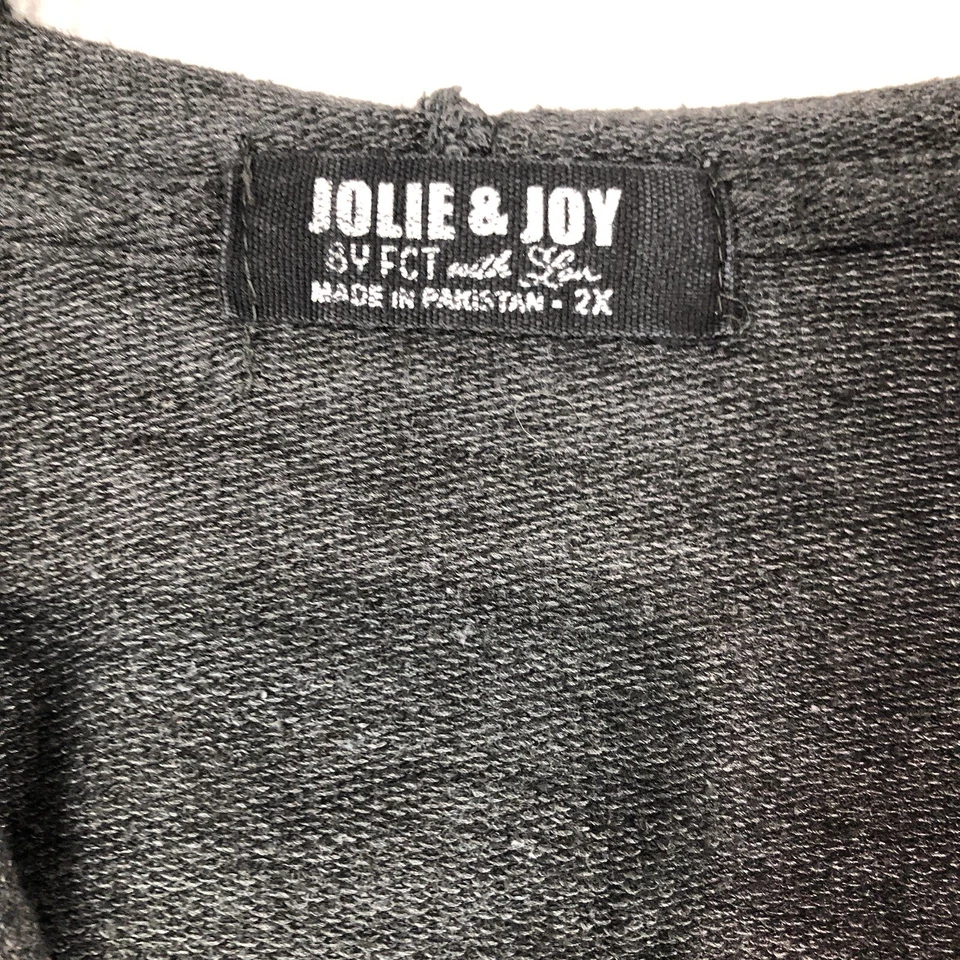 JOLIE & JOY
BY FCT with Love
MADE IN PAKISTAN - 2X